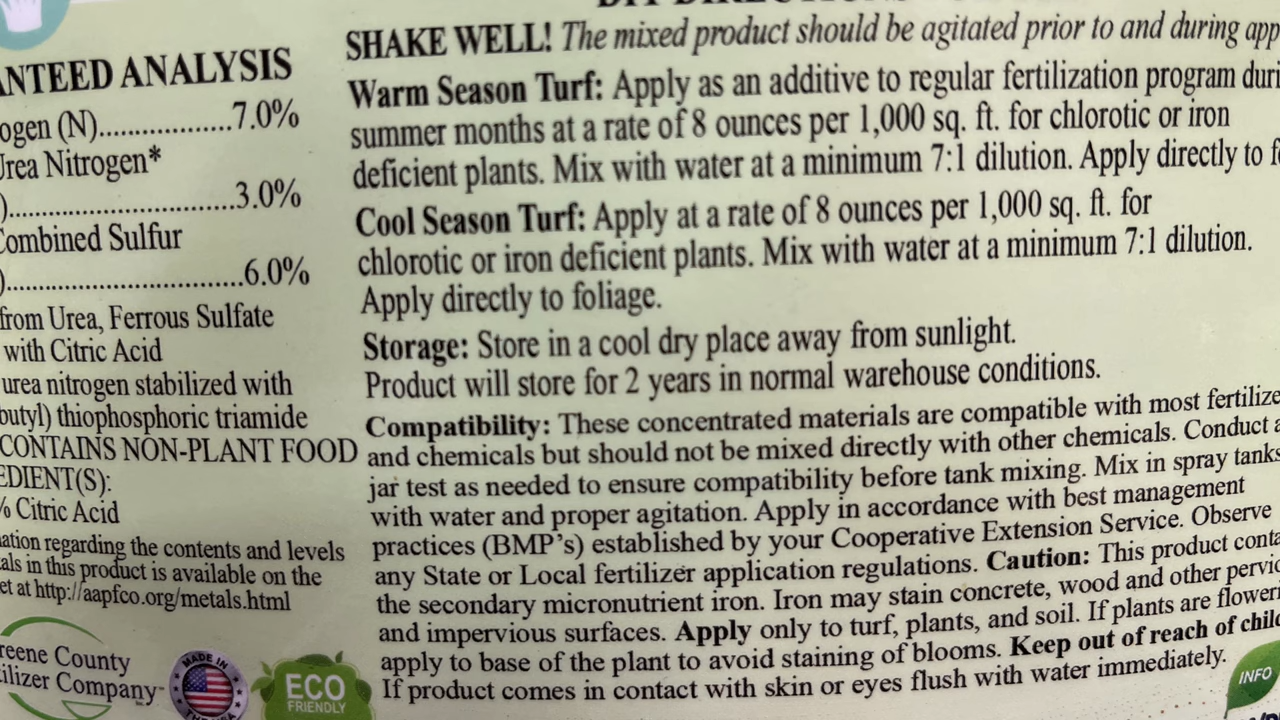 SHAKE WELL! The mixed product should be agitated prior to and during
ANTEED ANALYSIS
ogen (N)..................7.0%
Urea Nitrogen*
)................................3.0%
Combined Sulfur
).................................6.0%
from Urea, Ferrous Sulfate
with Citric Acid
urea nitrogen stabilized with
butyl) thiophosphoric triamide
CONTAINS NON-PLANT FOOD
EDIENT(S):
% Citric Acid
ation regarding the contents and levels
als in this product is available on the
et at http://aapfco.org/metals.html
Warm Season Turf: Apply as an additive to regular fertilization program duri
summer months at a rate of 8 ounces per 1,000 sq. ft. for chlorotic or iron
deficient plants. Mix with water at a minimum 7:1 dilution. Apply directly to
Cool Season Turf: Apply at a rate of 8 ounces per 1,000 sq. ft. for
chlorotic or iron deficient plants. Mix with water at a minimum 7:1 dilution.
Apply directly to foliage.
Storage: Store in a cool dry place away from sunlight.
Product will store for 2 years in normal warehouse conditions.
Compatibility: These concentrated materials are compatible with most fertilize
and chemicals but should not be mixed directly with other chemicals. Conduct a
jar test as needed to ensure compatibility before tank mixing. Mix in spray tanks
with water and proper agitation. Apply in accordance with best management
practices (BMP's) established by your Cooperative Extension Service. Observe
any State or Local fertilizer application regulations. Caution: This product conta
the secondary micronutrient iron. Iron may stain concrete, wood and other pervio
and impervious surfaces. Apply only to turf, plants, and soil. If plants are floweri
apply to base of the plant to avoid staining of blooms. Keep out of reach of child
If product comes in contact with skin or eyes flush with water immediately.
reene County
ilizer Company
MADE IN
THE USA
ECO
FRIENDLY
INFO